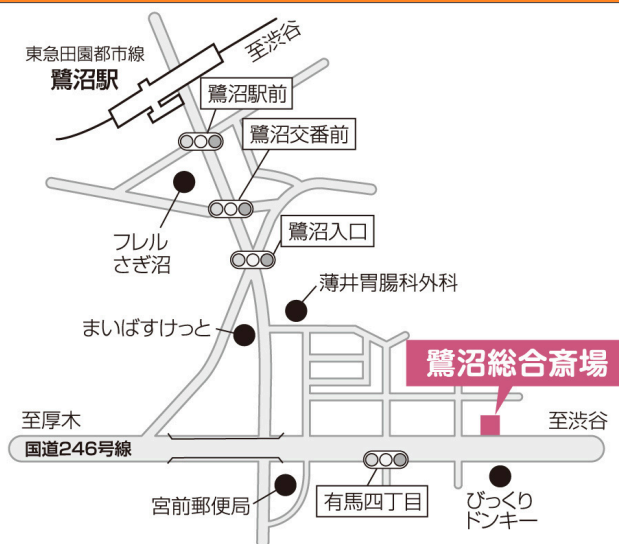 東急田園都市線
鷺沼駅
至渋谷
鷺沼駅前
鷺沼交番前
フレル
さぎ沼
鷺沼入口
薄井胃腸科外科
まいばすけっと
鷺沼総合斎場
至厚木
至渋谷
国道246号線
宮前郵便局
有馬四丁目
びっくり
ドンキー